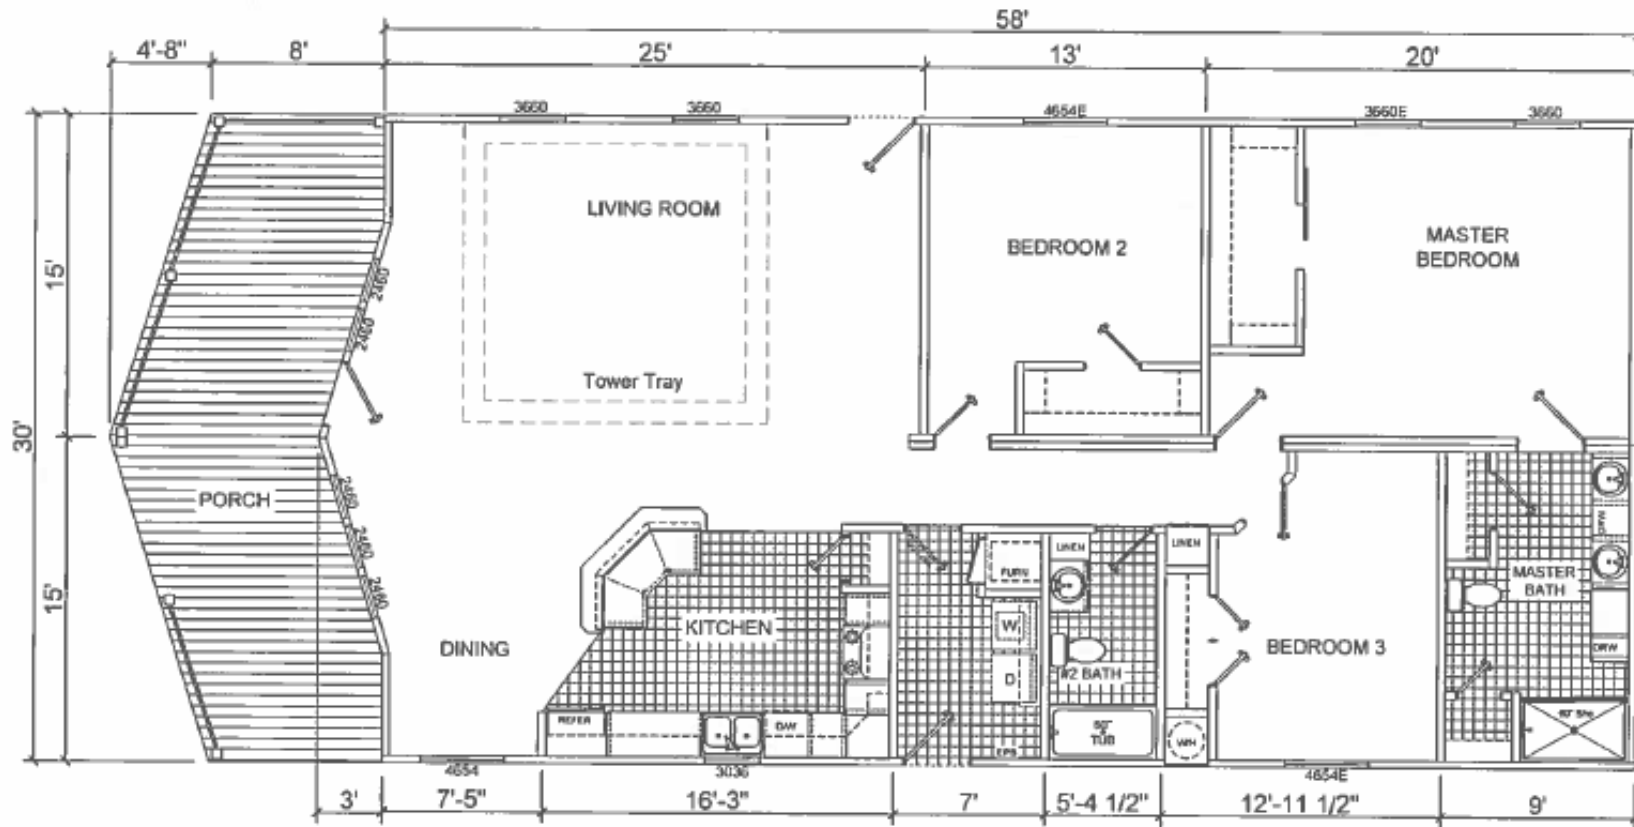 58'
4'-8" 8' 25' 13' 20'
3660 3660 4654E 3660E 3660
LIVING ROOM
BEDROOM 2
MASTER
BEDROOM
15'
2460
2460
Tower Tray
30'
PORCH
2460
2460
2460
15'
LINEN
LINEN
FURN
W
D
KITCHEN
DINING
#2 BATH
BEDROOM 3
MASTER
BATH
DRW
REFER
D/W
60"
TUB
W/H
EPB
4654 3036 4654E
3' 7'-5" 16'-3" 7' 5'-4 1/2" 12'-11 1/2" 9'